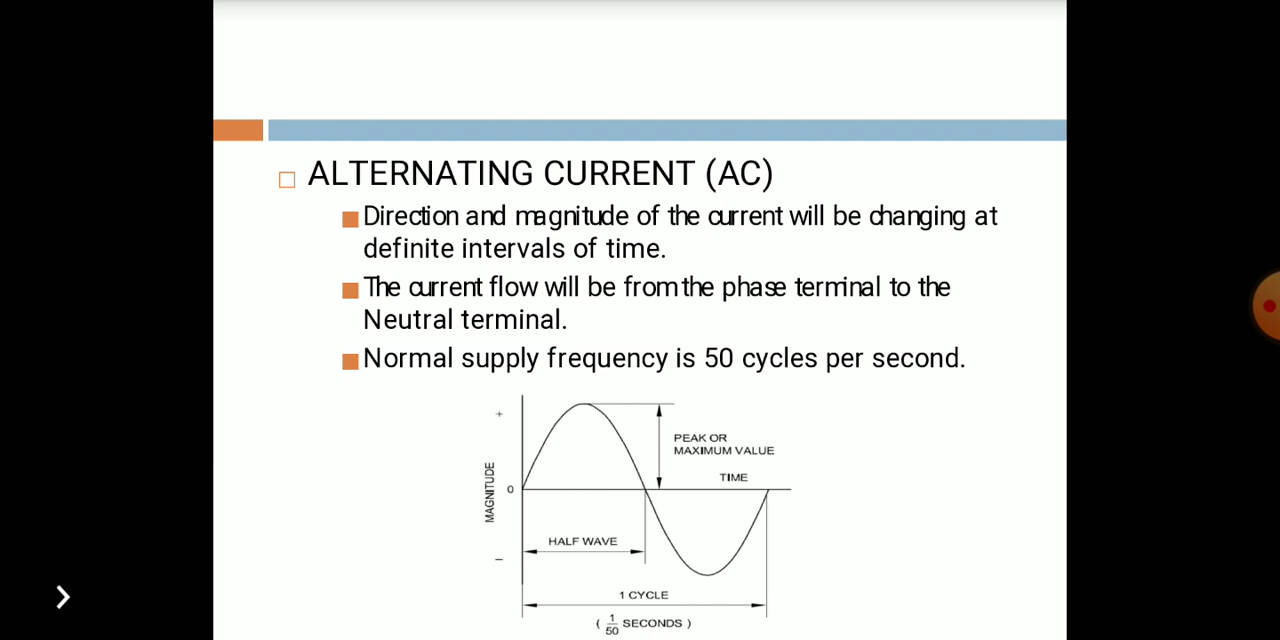 ALTERNATING CURRENT (AC)
Direction and magnitude of the current will be changing at
definite intervals of time.
The current flow will be from the phase terminal to the
Neutral terminal.
Normal supply frequency is 50 cycles per second.
+
PEAK OR
MAXIMUM VALUE
TIME
MAGNITUDE
0
HALF WAVE
–
1 CYCLE
( 1/50 SECONDS )